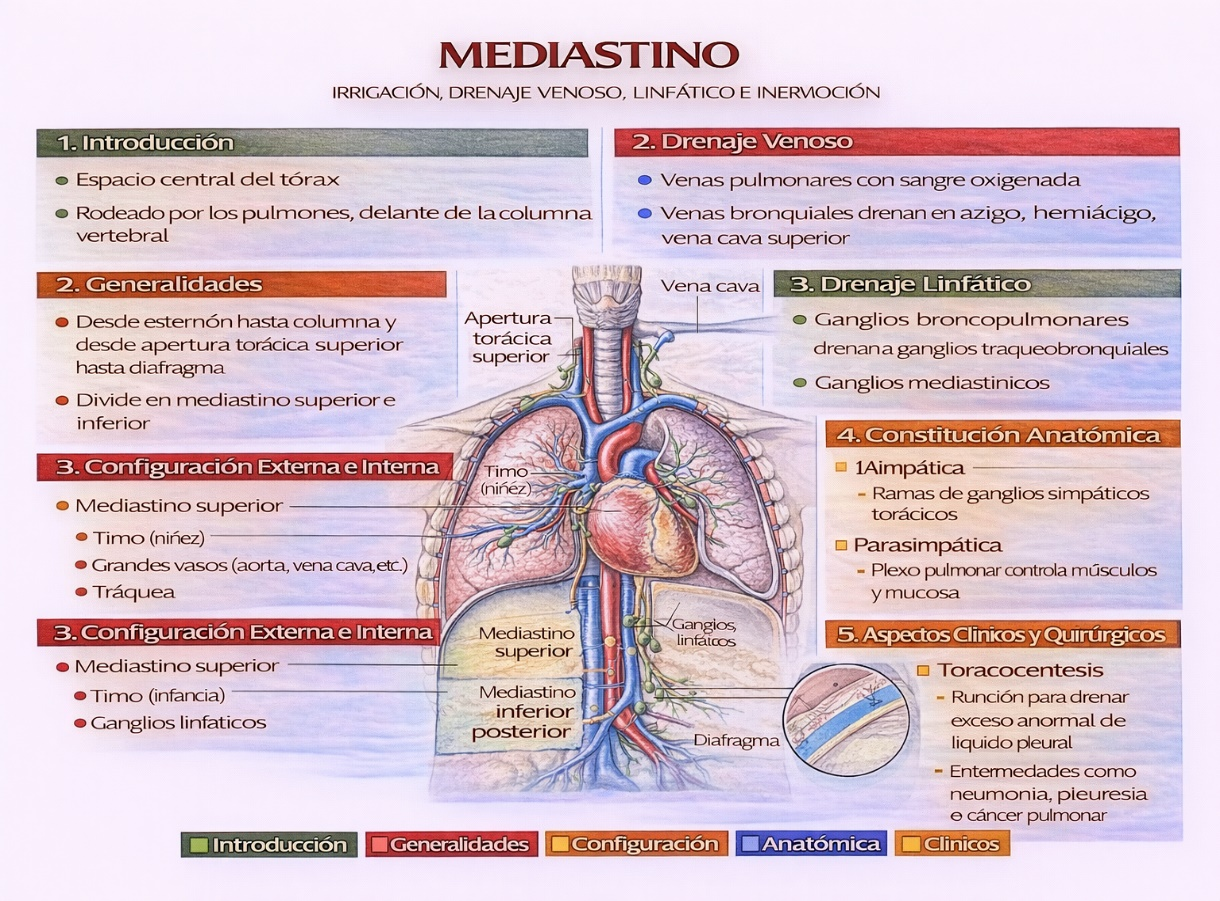 MEDIASTINO
IRRIGACIÓN, DRENAJE VENOSO, LINFÁTICO E INERMOCIÓN
1. Introducción
Espacio central del tórax
Rodeado por los pulmones, delante de la columna
vertebral
2. Drenaje Venoso
Venas pulmonares con sangre oxigenada
Venas bronquiales drenan en azigo, hemiácigo,
vena cava superior
2. Generalidades
Desde esternón hasta columna y
desde apertura torácica superior
hasta diafragma
Divide en mediastino superior e
inferior
3. Configuración Externa e Interna
Mediastino superior
Timo (nińez)
Grandes vasos (aorta, vena cava, etc.)
Tráquea
3. Configuración Externa e Interna
Mediastino superior
Timo (infancia)
Ganglios linfaticos
Apertura
torácica
superior
Vena cava
Timo
(nińéz)
Mediastino
superior
Mediastino
inferior
posterior
Gangios,
linfáticos
Diafragma
3. Drenaje Linfático
Ganglios broncopulmonares
drenan a ganglios traqueobronquiales
Ganglios mediastinicos
4. Constitución Anatómica
1Aimpática
- Ramas de ganglios simpáticos
torácicos
Parasimpática
- Plexo pulmonar controla músculos
y mucosa
5. Aspectos Clinicos y Quirúrgicos
Toracocentesis
- Runción para drenar
exceso anormal de
liquido pleural
- Entermedades como
neumonia, pieuresia
o cáncer pulmonar
Introducción
Generalidades
Configuración
Anatómica
Clinicos